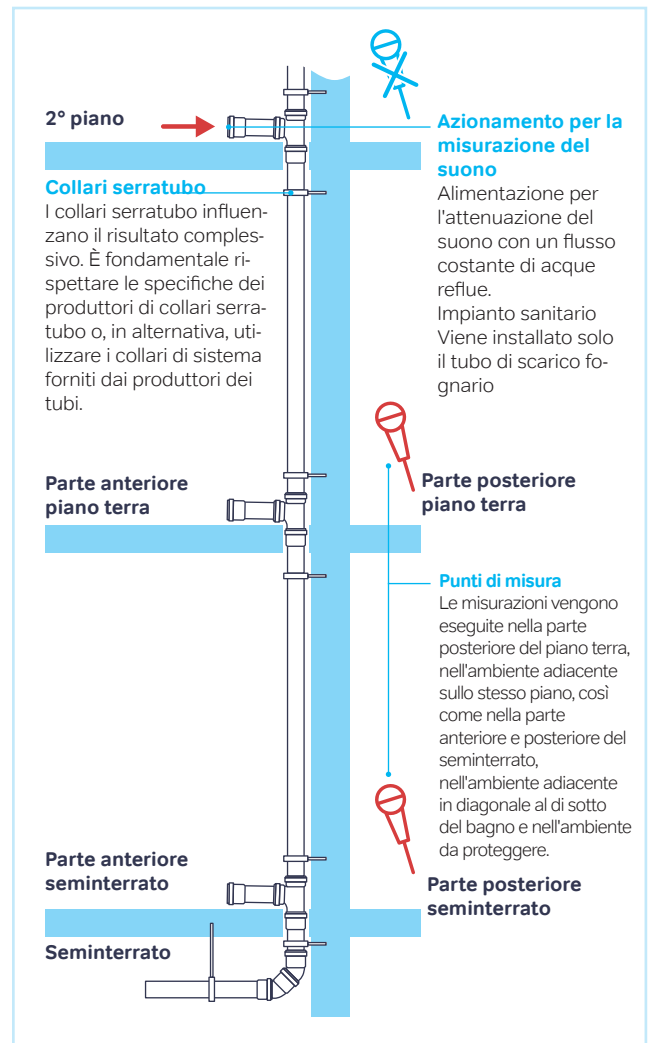 2° piano
Azionamento per la
misurazione del
suono
Alimentazione per
l'attenuazione del
suono con un flusso
costante di acque
reflue.
Impianto sanitario
Viene installato solo
il tubo di scarico fo-
gnario
Collari serratubo
I collari serratubo influen-
zano il risultato comples-
sivo. È fondamentale ri-
spettare le specifiche dei
produttori di collari serra-
tubo o, in alternativa, uti-
lizzare i collari di sistema
forniti dai produttori dei
tubi.
Parte anteriore
piano terra
Parte posteriore
piano terra
Punti di misura
Le misurazioni vengono
eseguite nella parte
posteriore del piano terra,
nell'ambiente adiacente
sullo stesso piano, così
come nella parte
anteriore e posteriore del
seminterrato,
nell'ambiente adiacente
in diagonale al di sotto
del bagno e nell'ambiente
da proteggere.
Parte anteriore
seminterrato
Parte posteriore
seminterrato
Seminterrato